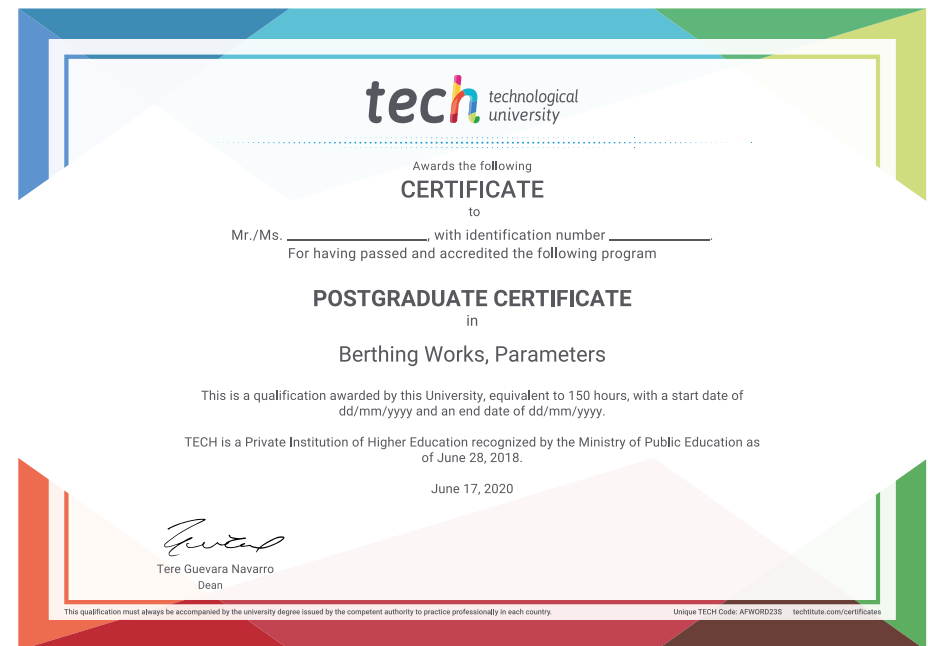 tech technological
university
Awards the following
CERTIFICATE
to
Mr./Ms. ____________________, with identification number ______________.
For having passed and accredited the following program
POSTGRADUATE CERTIFICATE
in
Berthing Works, Parameters
This is a qualification awarded by this University, equivalent to 150 hours, with a start date of
dd/mm/yyyy and an end date of dd/mm/yyyy.
TECH is a Private Institution of Higher Education recognized by the Ministry of Public Education as
of June 28, 2018.
June 17, 2020
Tere Guevara Navarro
Dean
This qualification must always be accompanied by the university degree issued by the competent authority to practice professionally in each country.
Unique TECH Code: AFWORD23S techtitute.com/certificates